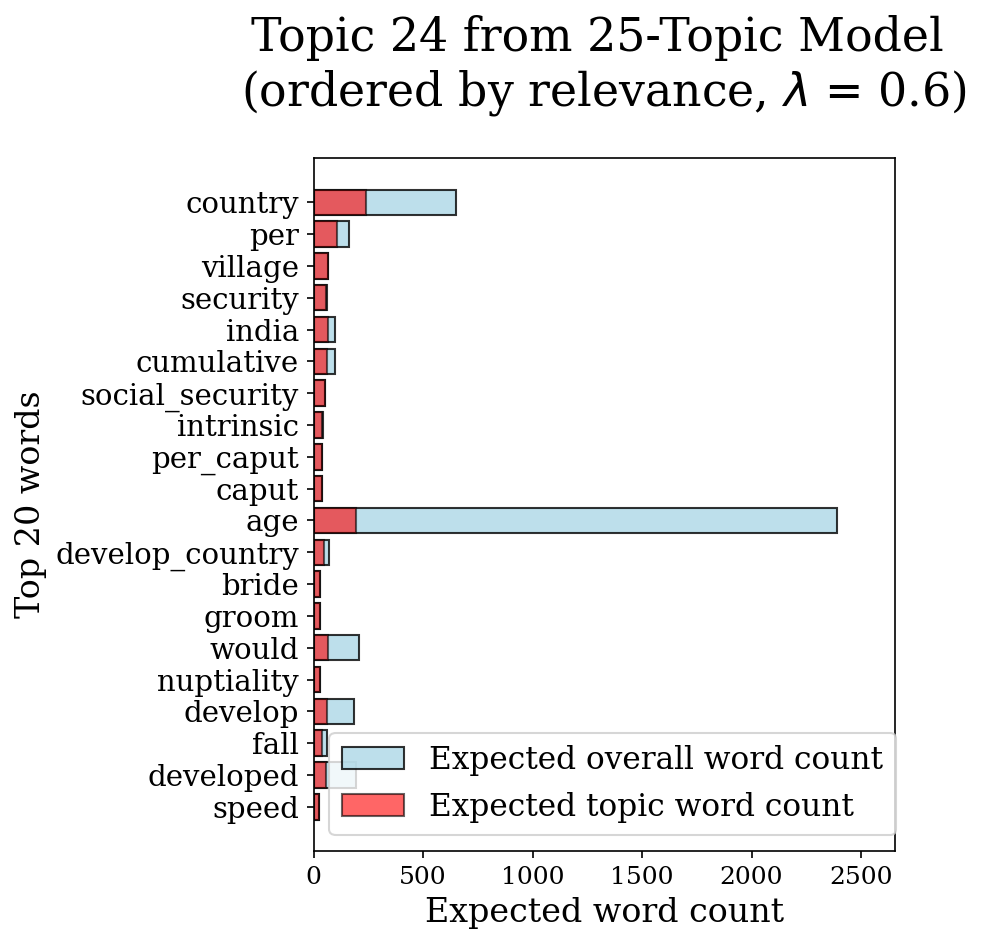 Topic 24 from 25-Topic Model
(ordered by relevance, λ = 0.6)
Top 20 words
country
per
village
security
india
cumulative
social_security
intrinsic
per_caput
caput
age
develop_country
bride
groom
would
nuptiality
develop
fall
developed
speed
Expected overall word count
Expected topic word count
0 500 1000 1500 2000 2500
Expected word count